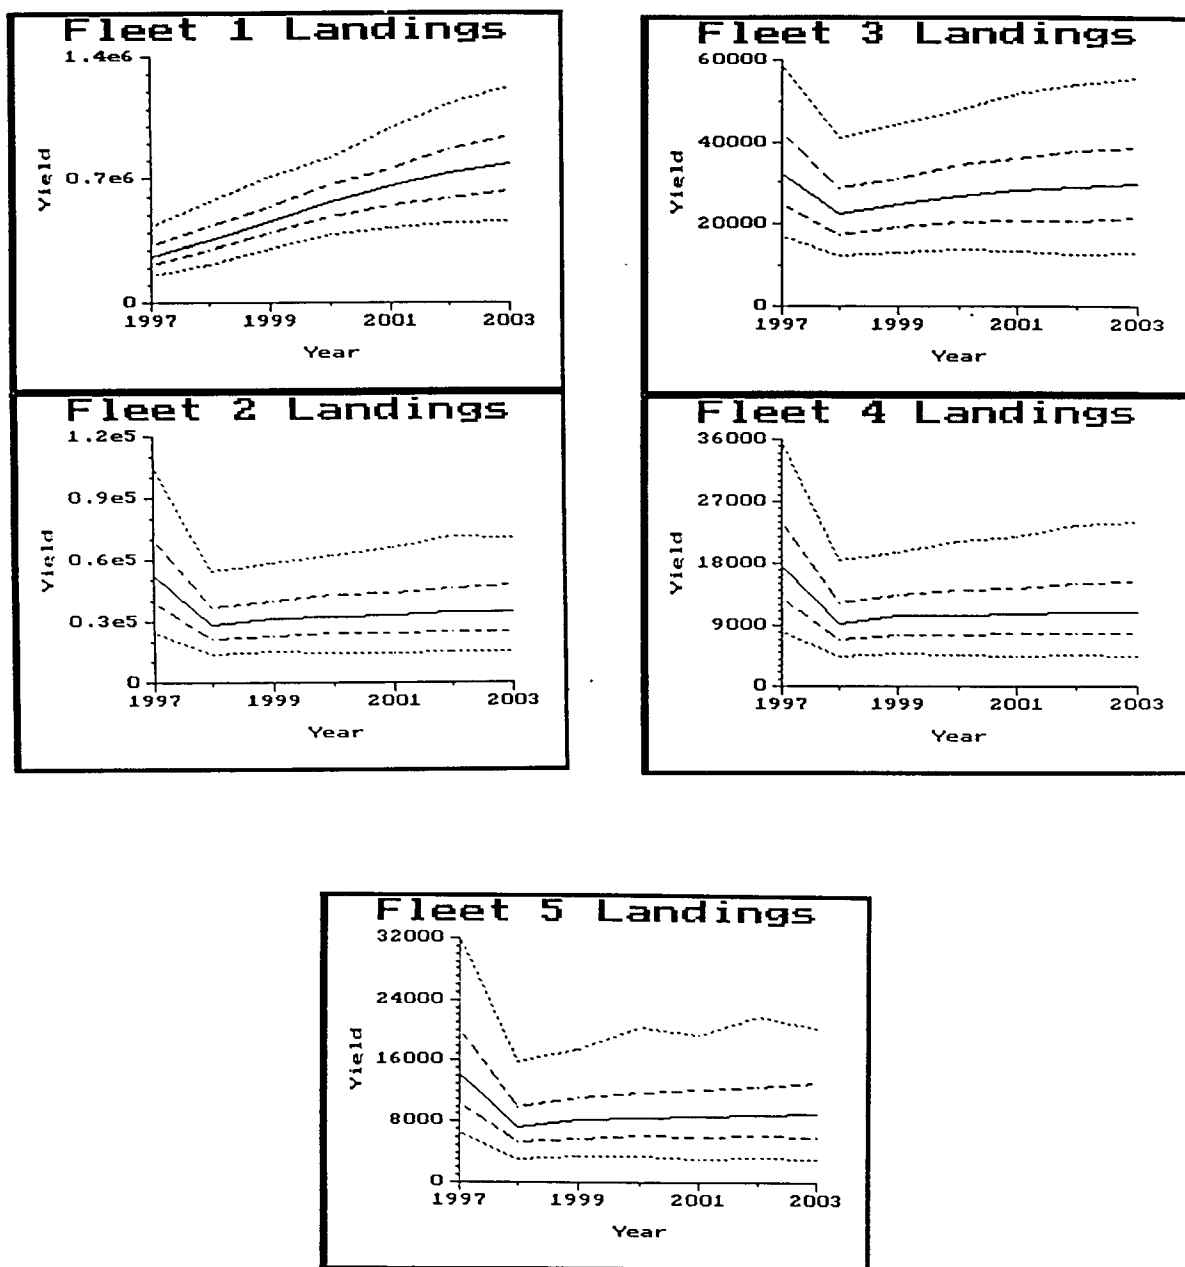 Fleet 1 Landings
1.4e6
0.7e6
0
Yield
1997 1999 2001 2003
Year
Fleet 3 Landings
60000
40000
20000
0
Yield
1997 1999 2001 2003
Year
Fleet 2 Landings
1.2e5
0.9e5
0.6e5
0.3e5
0
Yield
1997 1999 2001 2003
Year
Fleet 4 Landings
36000
27000
18000
9000
0
Yield
1997 1999 2001 2003
Year
Fleet 5 Landings
32000
24000
16000
8000
0
Yield
1997 1999 2001 2003
Year